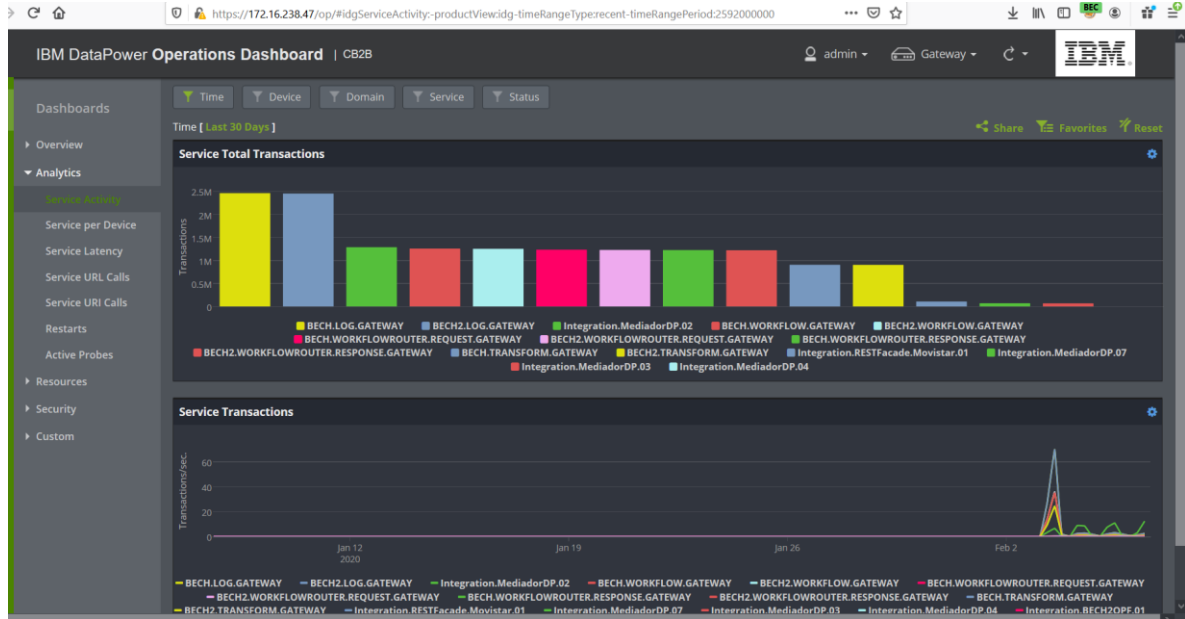 https://172.16.238.47/op/#idgServiceActivity:-productView:idg-timeRangeType:recent-timeRangePeriod:2592000000
BEC
IBM DataPower Operations Dashboard | CB2B
admin
Gateway
IBM
Dashboards
Overview
Analytics
Service Activity
Service per Device
Service Latency
Service URL Calls
Service URI Calls
Restarts
Active Probes
Resources
Security
Custom
Time Device Domain Service Status
Time [ Last 30 Days ]
Share Favorites Reset
Service Total Transactions
Transactions
2.5M
2M
1.5M
1M
0.5M
0
BECH.LOG.GATEWAY BECH2.LOG.GATEWAY Integration.MediadorDP.02 BECH.WORKFLOW.GATEWAY BECH2.WORKFLOW.GATEWAY
BECH.WORKFLOWROUTER.REQUEST.GATEWAY BECH2.WORKFLOWROUTER.REQUEST.GATEWAY BECH.WORKFLOWROUTER.RESPONSE.GATEWAY
BECH2.WORKFLOWROUTER.RESPONSE.GATEWAY BECH.TRANSFORM.GATEWAY BECH2.TRANSFORM.GATEWAY Integration.RESTFacade.Movistar.01 Integration.MediadorDP.07
Integration.MediadorDP.03 Integration.MediadorDP.04
Service Transactions
Transactions/sec.
60
40
20
0
Jan 12 Jan 19 Jan 26 Feb 2
2020
BECH.LOG.GATEWAY BECH2.LOG.GATEWAY Integration.MediadorDP.02 BECH.WORKFLOW.GATEWAY BECH2.WORKFLOW.GATEWAY BECH.WORKFLOWROUTER.REQUEST.GATEWAY
BECH2.WORKFLOWROUTER.REQUEST.GATEWAY BECH.WORKFLOWROUTER.RESPONSE.GATEWAY BECH2.WORKFLOWROUTER.RESPONSE.GATEWAY BECH.TRANSFORM.GATEWAY
BECH2.TRANSFORM.GATEWAY Integration.RESTFacade.Movistar.01 Integration.MediadorDP.07 Integration.MediadorDP.03 Integration.MediadorDP.04 Integration.BECH2OPF.01